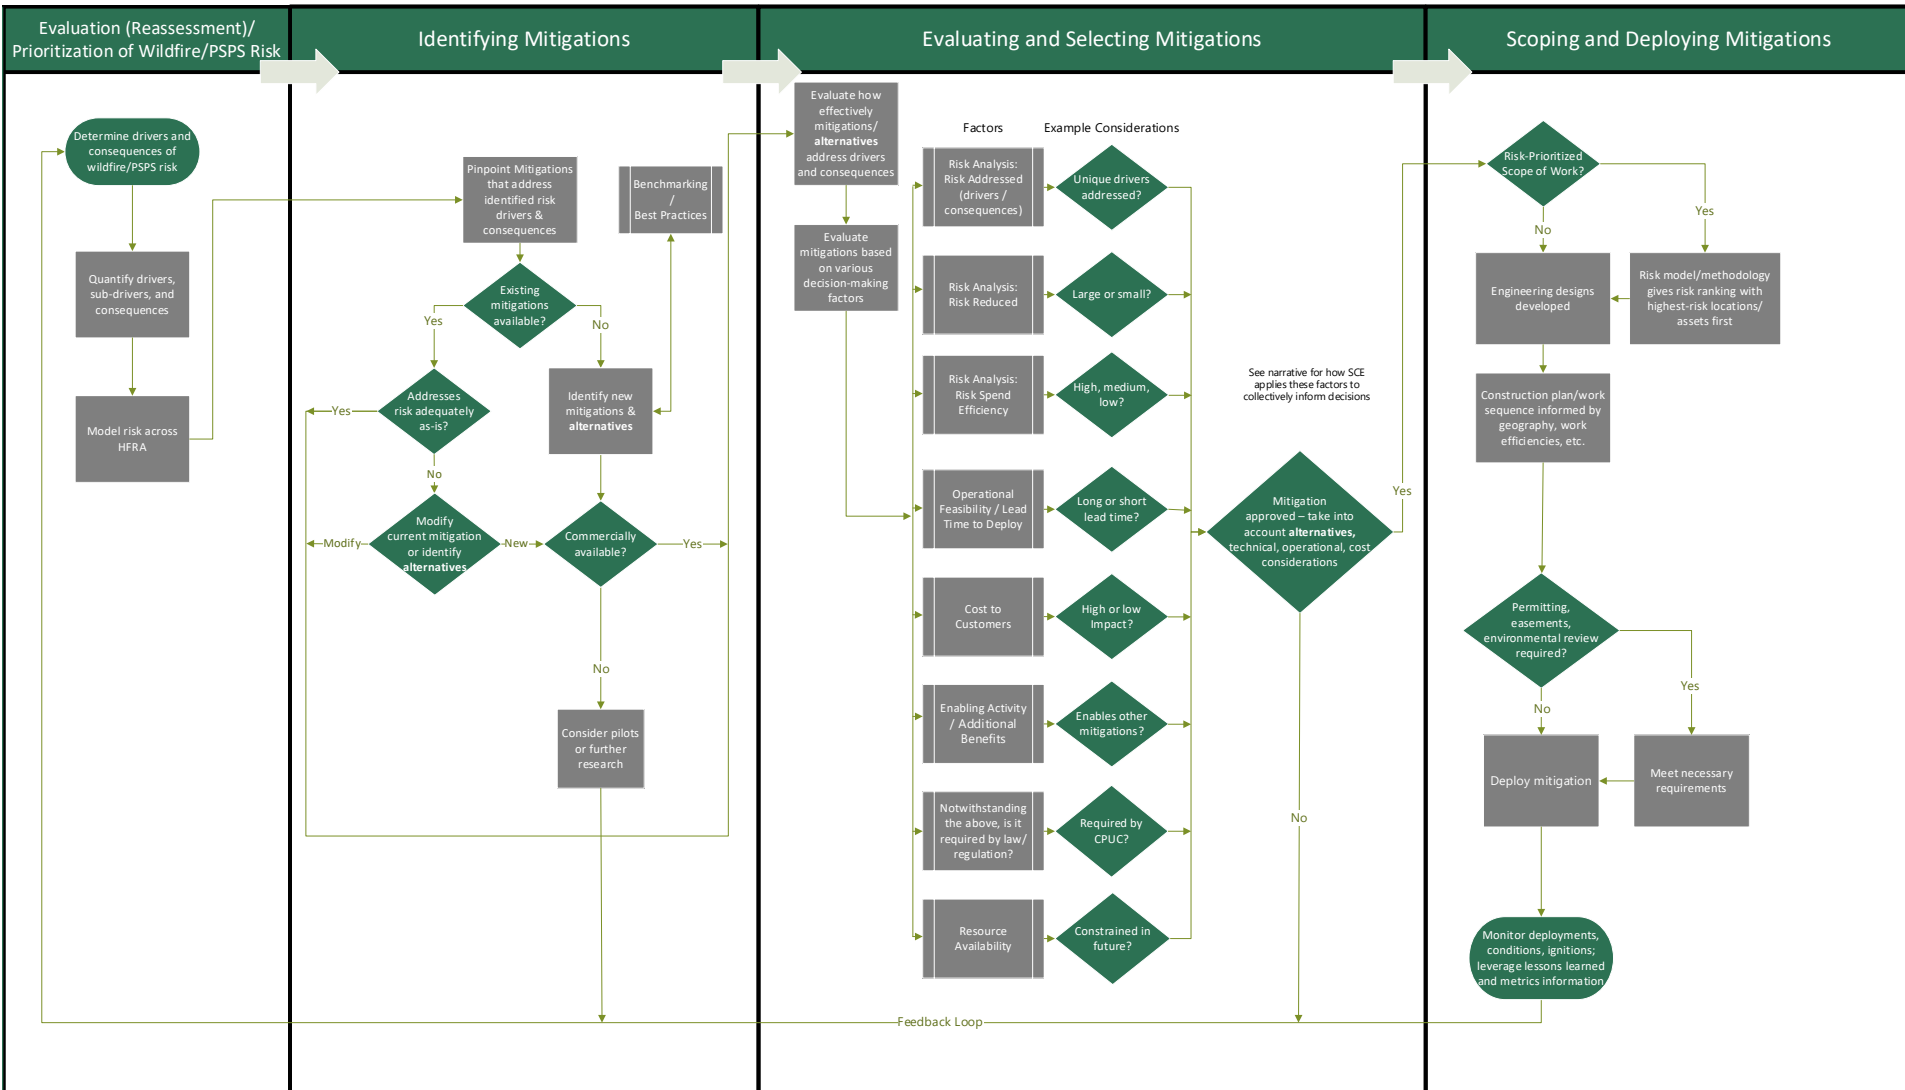 Evaluation (Reassessment)/
Prioritization of Wildfire/PSPS Risk
Identifying Mitigations
Evaluating and Selecting Mitigations
Scoping and Deploying Mitigations
Determine drivers and
consequences of
wildfire/PSPS risk
Quantify drivers,
sub-drivers, and
consequences
Model risk across
HFRA
Pinpoint Mitigations
that address
identified risk
drivers &
consequences
Benchmarking
/
Best Practices
Existing
mitigations
available?
Yes
No
Addresses
risk adequately
as-is?
Yes
No
Identify new
mitigations &
alternatives
Modify
current mitigation
or identify
alternatives
Modify
New
Commercially
available?
Yes
No
Consider pilots
or further
research
Evaluate how
effectively
mitigations/
alternatives
address drivers
and consequences
Evaluate
mitigations based
on various
decision-making
factors
Factors
Example Considerations
Risk Analysis:
Risk Addressed
(drivers /
consequences)
Unique drivers
addressed?
Risk Analysis:
Risk Reduced
Large or small?
Risk Analysis:
Risk Spend
Efficiency
High, medium,
low?
Operational
Feasibility / Lead
Time to Deploy
Long or short
lead time?
Cost to
Customers
High or low
Impact?
Enabling Activity
/ Additional
Benefits
Enables other
mitigations?
Notwithstanding
the above, is it
required by law/
regulation?
Required by
CPUC?
Resource
Availability
Constrained in
future?
See narrative for how SCE
applies these factors to
collectively inform decisions
Mitigation
approved – take into
account alternatives,
technical, operational, cost
considerations
Yes
No
Risk-Prioritized
Scope of Work?
No
Yes
Engineering designs
developed
Risk model/methodology
gives risk ranking with
highest-risk locations/
assets first
Construction plan/work
sequence informed by
geography, work
efficiencies, etc.
Permitting,
easements,
environmental review
required?
No
Yes
Deploy mitigation
Meet necessary
requirements
Monitor deployments,
conditions, ignitions;
leverage lessons learned
and metrics information
Feedback Loop